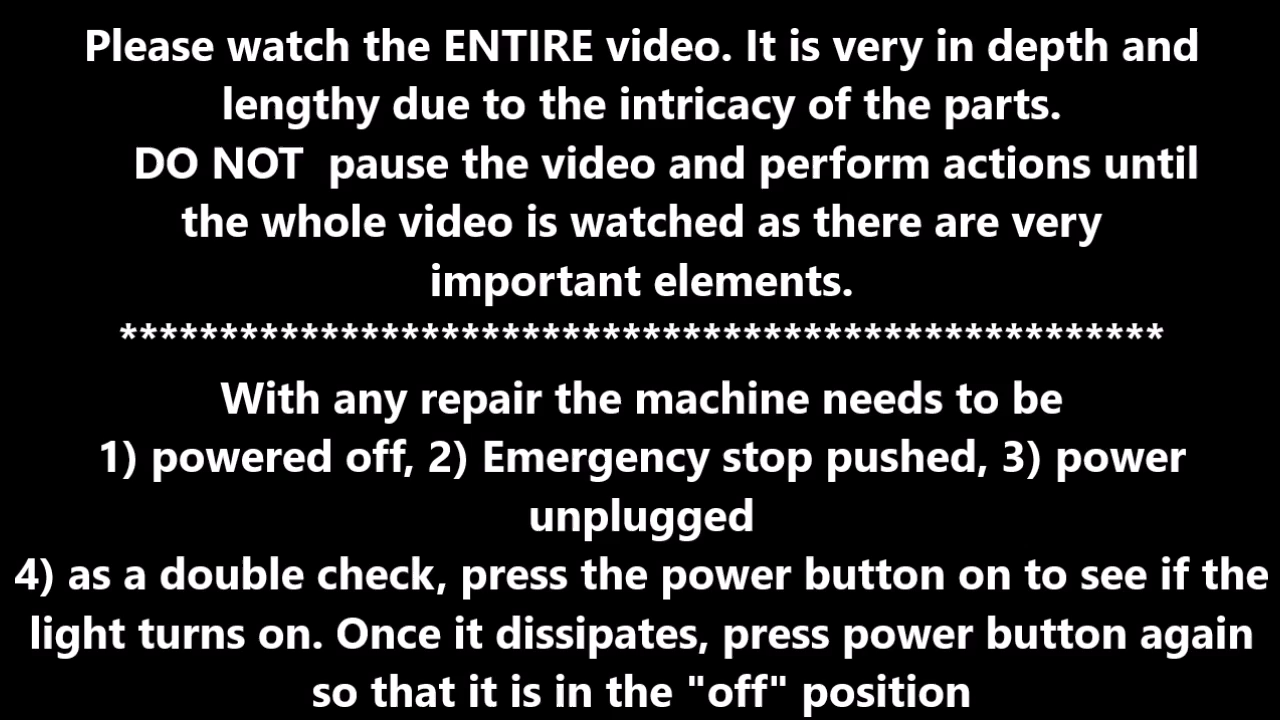 Please watch the ENTIRE video. It is very in depth and
lengthy due to the intricacy of the parts.
DO NOT  pause the video and perform actions until
the whole video is watched as there are very
important elements.
****************************************************
With any repair the machine needs to be
1) powered off, 2) Emergency stop pushed, 3) power
unplugged
4) as a double check, press the power button on to see if the
light turns on. Once it dissipates, press power button again
so that it is in the "off" position